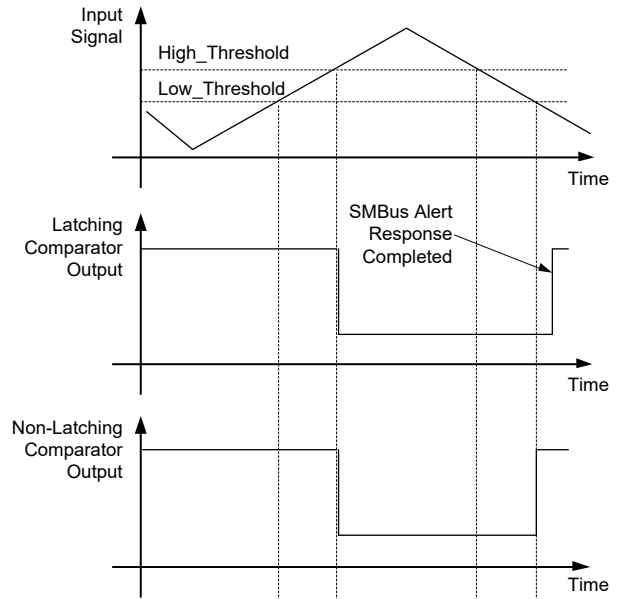 Input
Signal
High_Threshold
Low_Threshold
Time
Latching
Comparator
Output
SMBus Alert
Response
Completed
Time
Non-Latching
Comparator
Output
Time